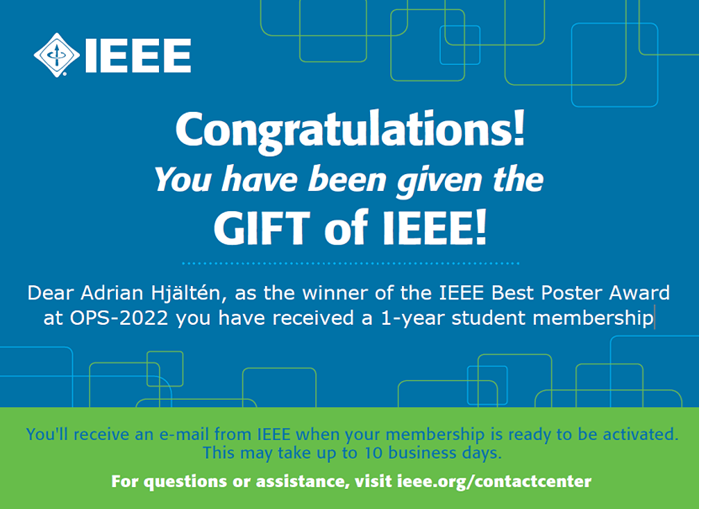 IEEE
Congratulations!
You have been given the
GIFT of IEEE!
Dear Adrian Hjältén, as the winner of the IEEE Best Poster Award
at OPS-2022 you have received a 1-year student membership
You'll receive an e-mail from IEEE when your membership is ready to be activated.
This may take up to 10 business days.
For questions or assistance, visit ieee.org/contactcenter